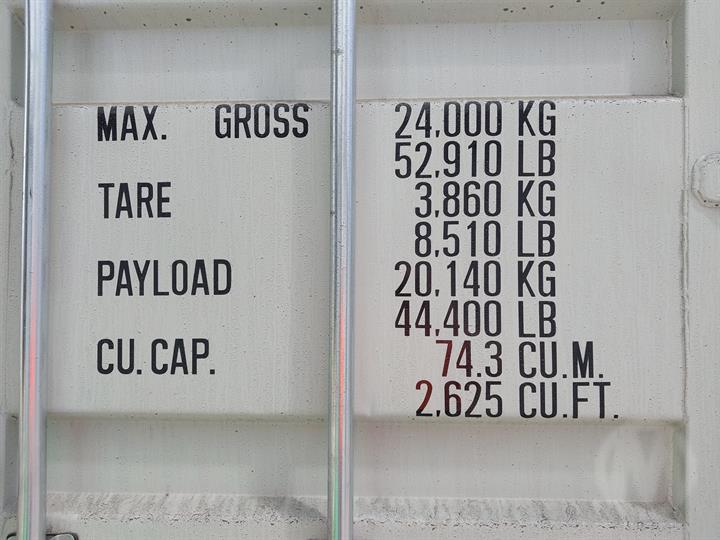 MAX. GROSS 24,000 KG
52,910 LB
TARE 3,860 KG
8,510 LB
PAYLOAD 20,140 KG
44,400 LB
CU. CAP. 74.3 CU.M.
2,625 CU.FT.